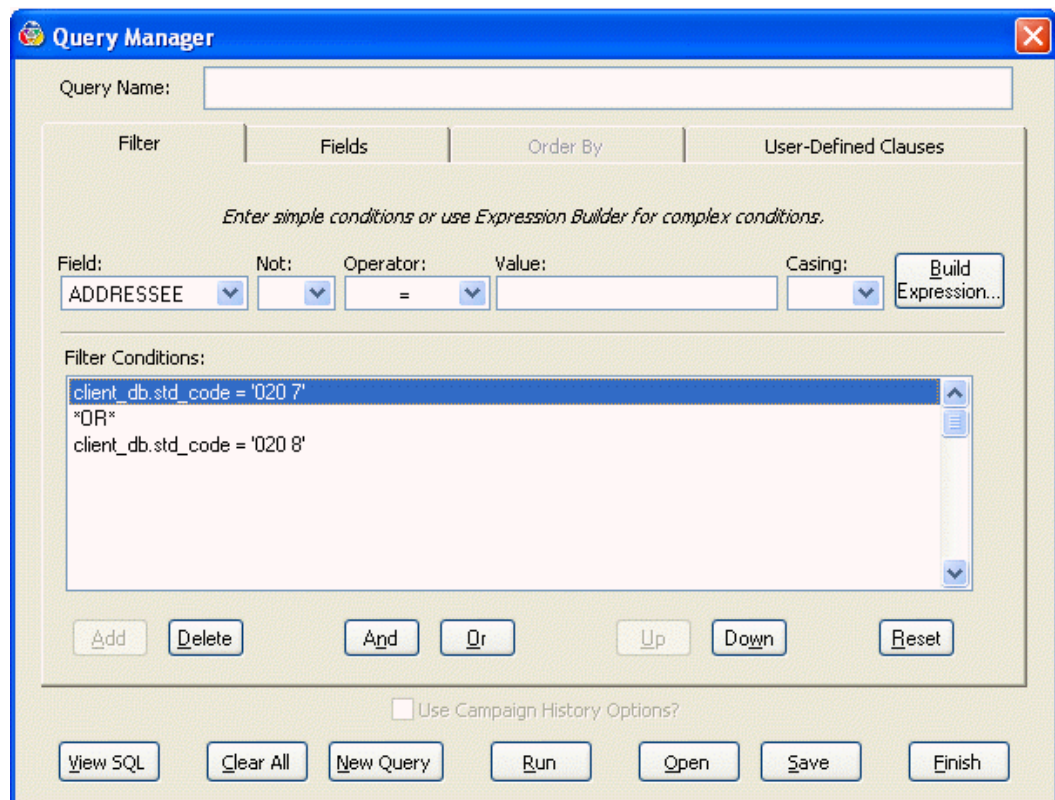 Query Manager
Query Name:
Filter Fields Order By User-Defined Clauses
Enter simple conditions or use Expression Builder for complex conditions.
Field: Not: Operator: Value: Casing:
ADDRESSEE = Build Expression...
Filter Conditions:
client_db.std_code = '020 7'
*OR*
client_db.std_code = '020 8'
Add Delete And Or Up Down Reset
Use Campaign History Options?
View SQL Clear All New Query Run Open Save Finish